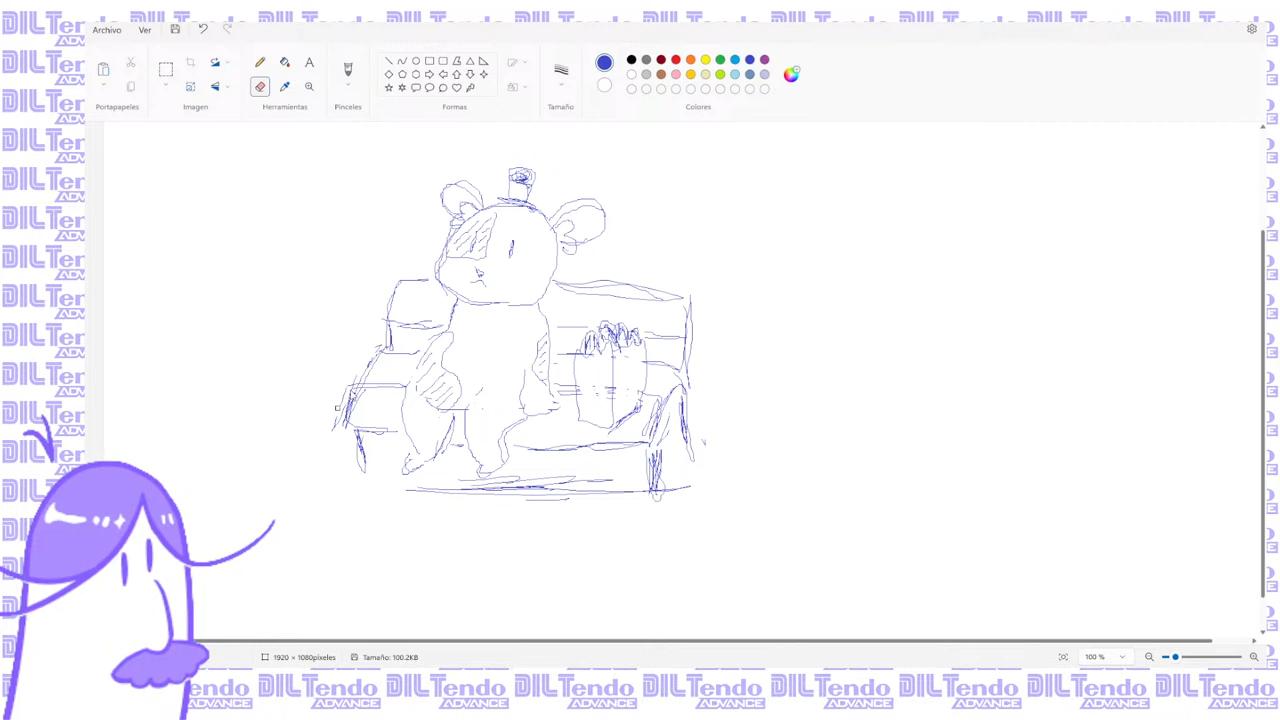 Archivo Ver
Portapapeles
Imagen
Herramientas
Pinceles
Formas
Tamaño
Colores
1920 × 1080píxeles
Tamaño: 100.2KB
100 %
DILTendo
ADVANCE